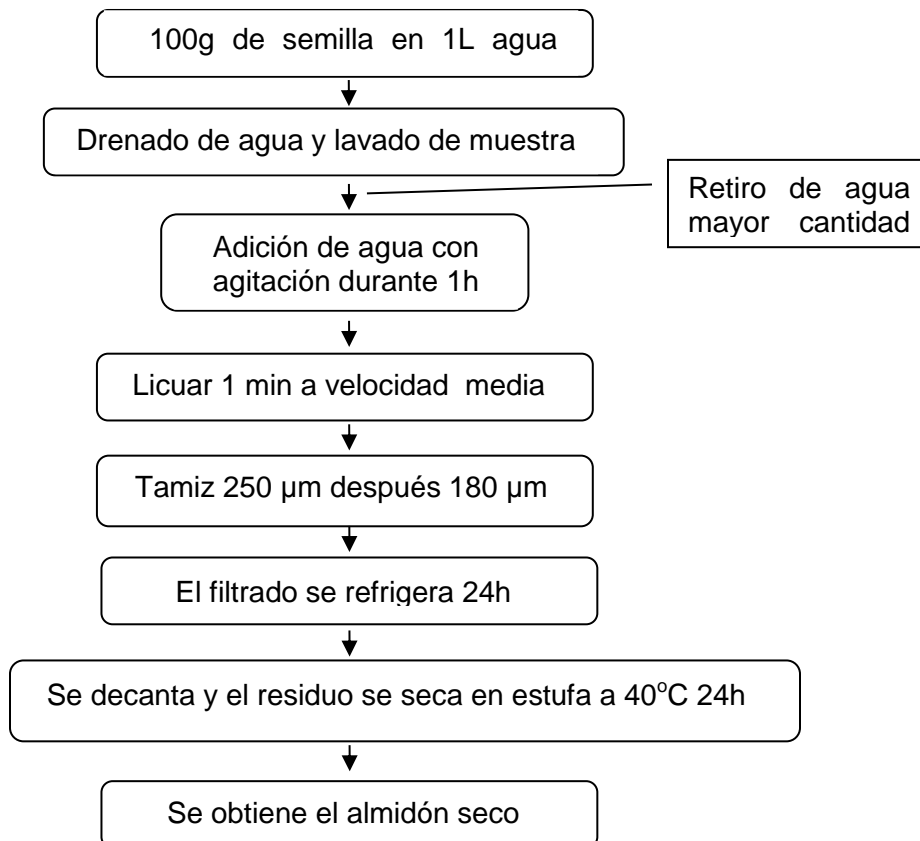 100g de semilla en 1L agua
Drenado de agua y lavado de muestra
Retiro de agua
mayor cantidad
Adición de agua con
agitación durante 1h
Licuar 1 min a velocidad media
Tamiz 250 µm después 180 µm
El filtrado se refrigera 24h
Se decanta y el residuo se seca en estufa a 40°C 24h
Se obtiene el almidón seco